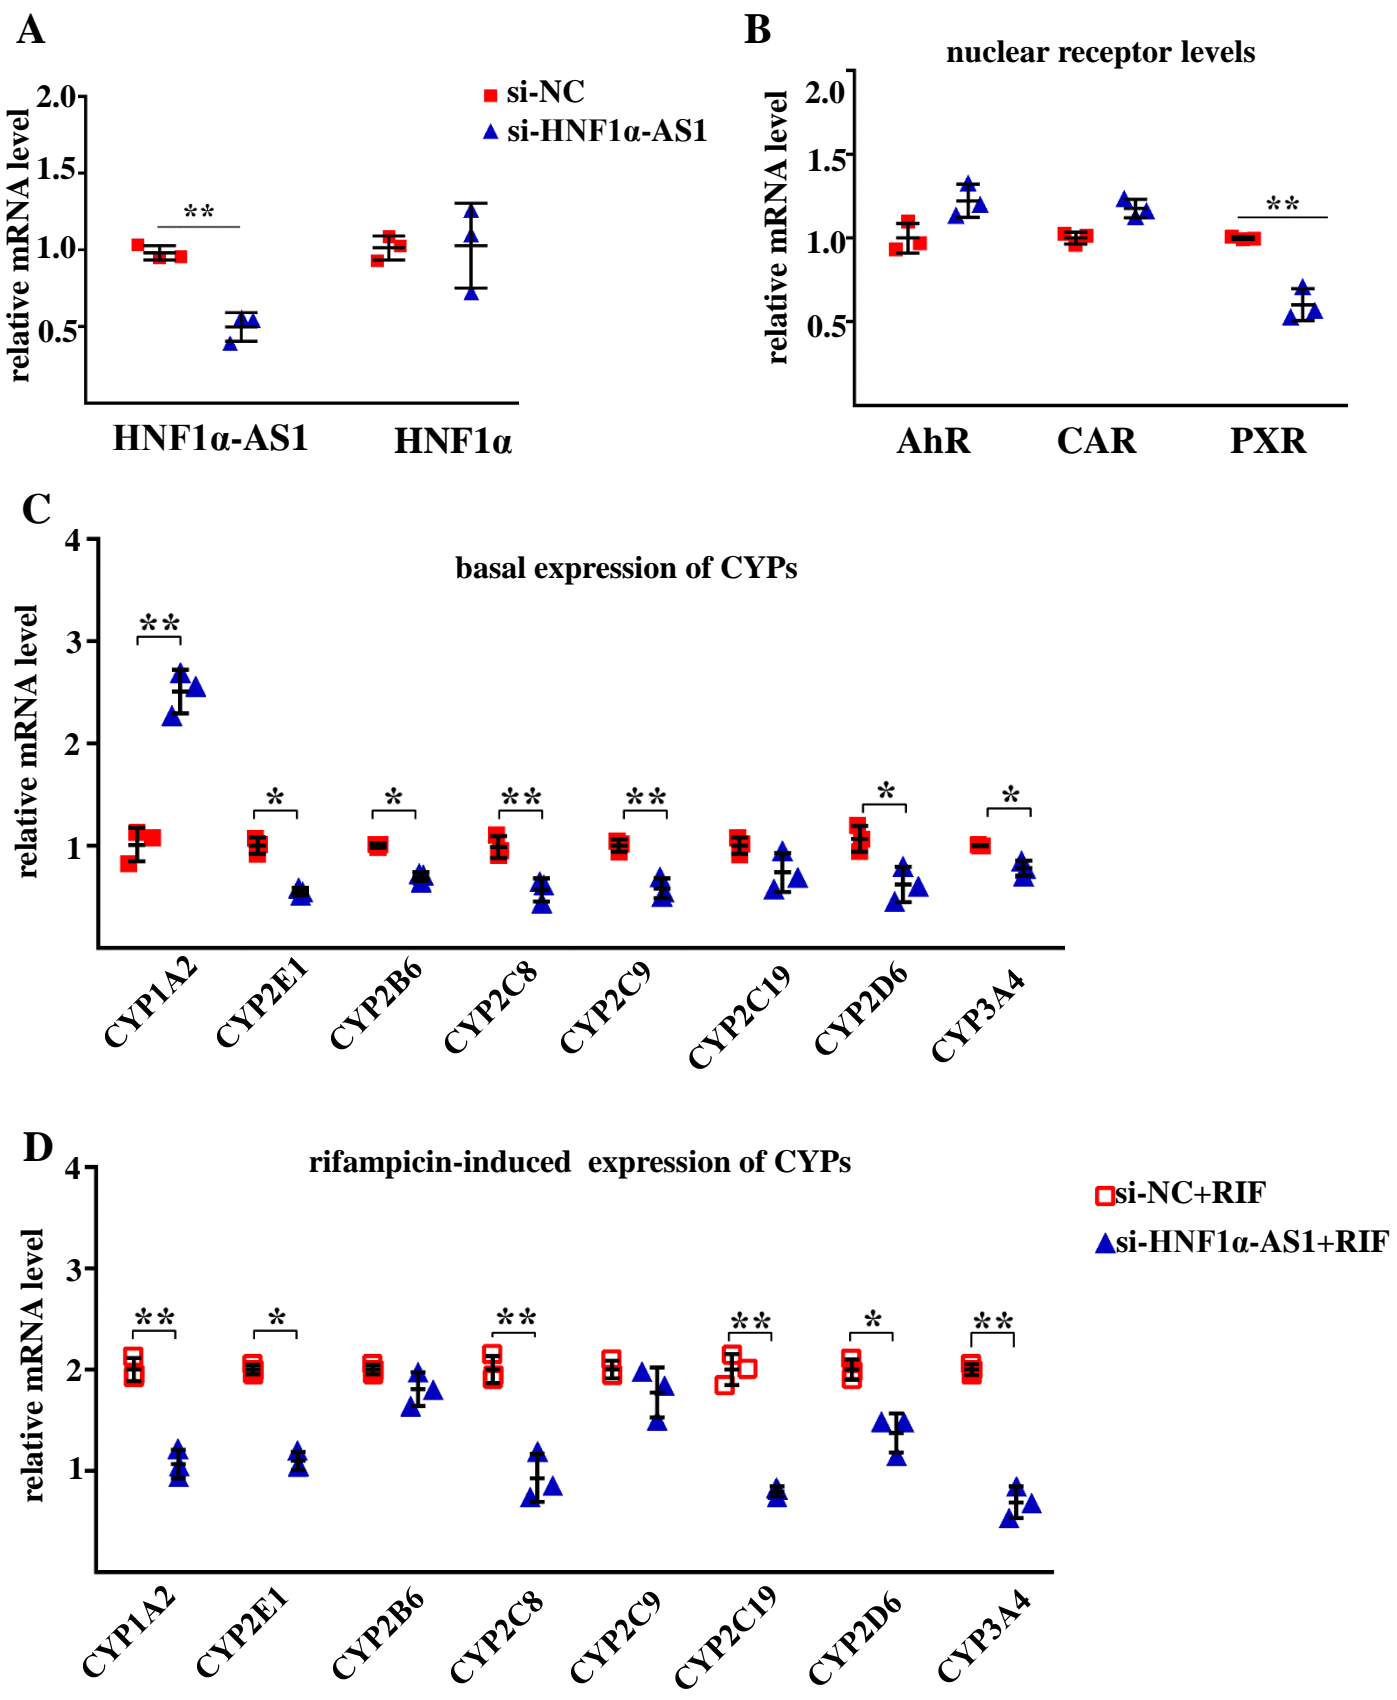 A
relative mRNA level
2.0
1.5
1.0
0.5
**
si-NC
si-HNF1α-AS1
HNF1α-AS1
HNF1α
B
nuclear receptor levels
relative mRNA level
2.0
1.5
1.0
0.5
**
AhR
CAR
PXR
C
basal expression of CYPs
relative mRNA level
4
3
2
1
**
*
*
**
**
*
*
CYP1A2
CYP2E1
CYP2B6
CYP2C8
CYP2C9
CYP2C19
CYP2D6
CYP3A4
D
rifampicin-induced expression of CYPs
relative mRNA level
4
3
2
1
si-NC+RIF
si-HNF1α-AS1+RIF
**
*
**
**
*
**
CYP1A2
CYP2E1
CYP2B6
CYP2C8
CYP2C9
CYP2C19
CYP2D6
CYP3A4